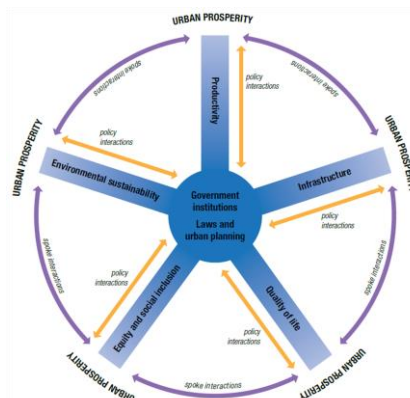 URBAN PROSPERITY
spoke interactions
spoke interactions
policy
interactions
Productivity
policy
interactions
URBAN PROSPERITY
URBAN PROSPERITY
Environmental sustainability
Infrastructure
Government
institutions
Laws and
urban planning
policy
interactions
policy
interactions
spoke interactions
spoke interactions
Equity and social inclusion
Quality of life
policy
interactions
URBAN PROSPERITY
URBAN PROSPERITY
spoke interactions